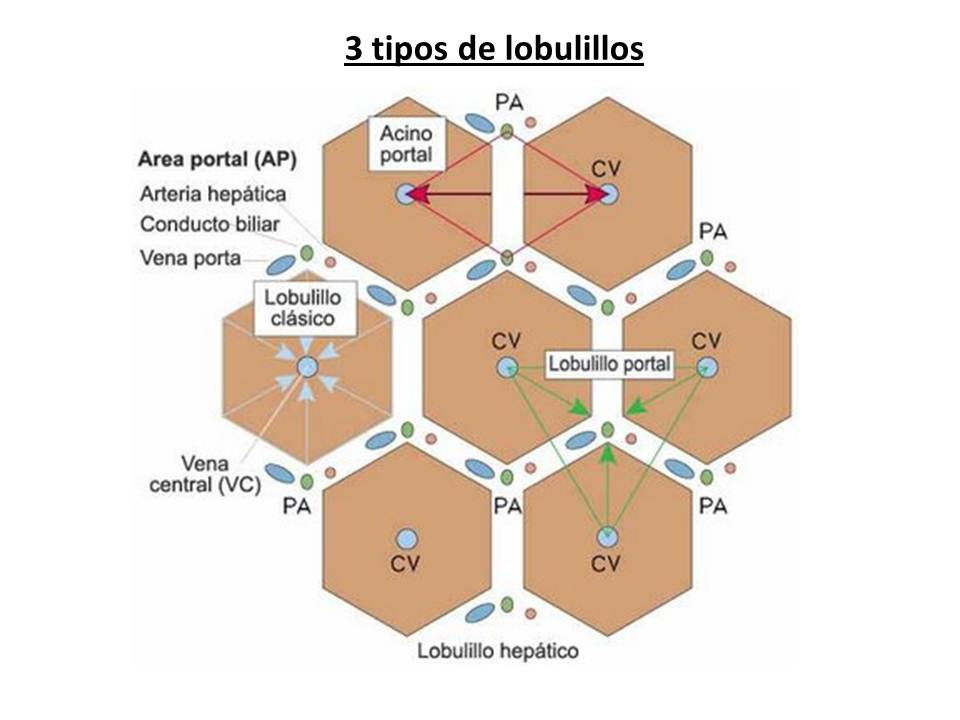 3 tipos de lobulillos
PA
Acino
portal
CV
Area portal (AP)
Arteria hepática
Conducto biliar
Vena porta
PA
Lobulillo
clásico
CV
Lobulillo portal
CV
Vena
central (VC)
PA
PA
PA
CV
CV
Lobulillo hepático